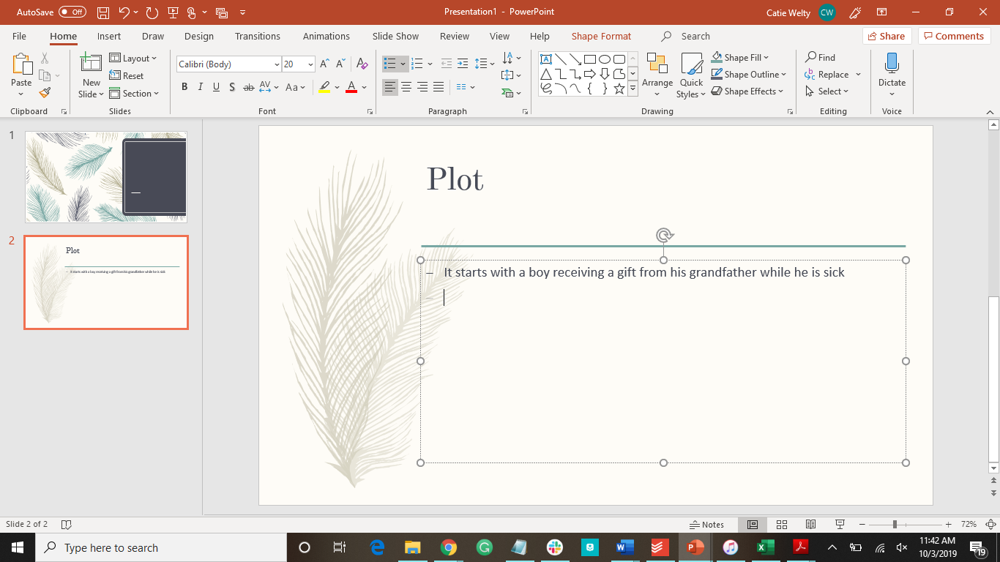 AutoSave Off Presentation1 - PowerPoint Catie Welty CW
File Home Insert Draw Design Transitions Animations Slide Show Review View Help Shape Format Search Share Comments
Paste
Clipboard
New Slide
Layout
Reset
Section
Slides
Calibri (Body) 20
B I U S ab AV Aa A
Font
Paragraph
Arrange
Quick Styles
Shape Fill
Shape Outline
Shape Effects
Drawing
Find
Replace
Select
Editing
Dictate
Voice
1
2
Plot
– It starts with a boy receiving a gift from his grandfather while he is sick
Plot
– It starts with a boy receiving a gift from his grandfather while he is sick
–
Slide 2 of 2 Notes 72%
Type here to search
11:42 AM
10/3/2019
19